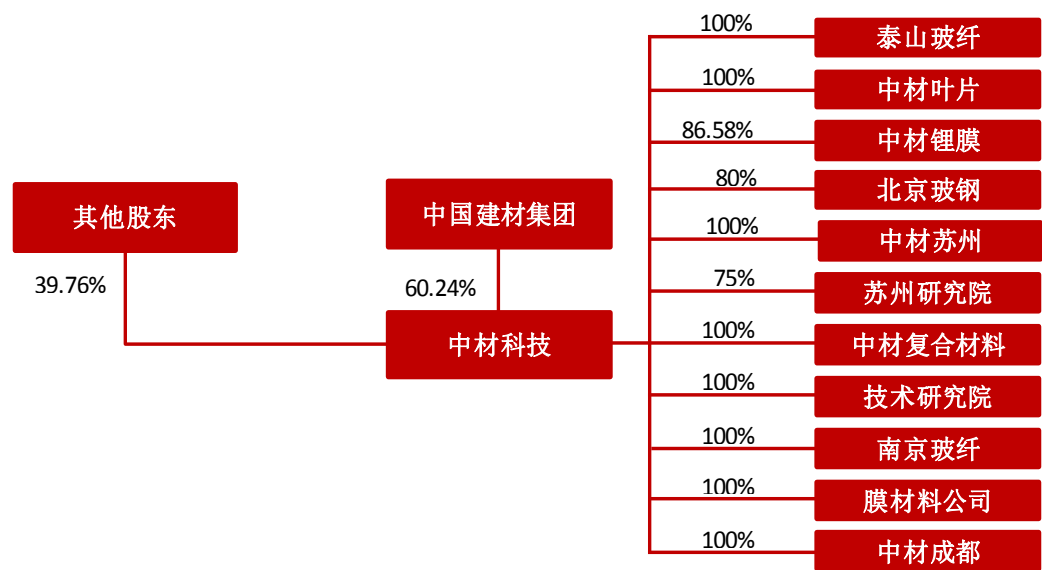 100%
泰山玻纤
100%
中材叶片
86.58%
中材锂膜
80%
北京玻钢
其他股东
中国建材集团
100%
中材苏州
39.76%
60.24%
75%
苏州研究院
中材科技
100%
中材复合材料
100%
技术研究院
100%
南京玻纤
100%
膜材料公司
100%
中材成都